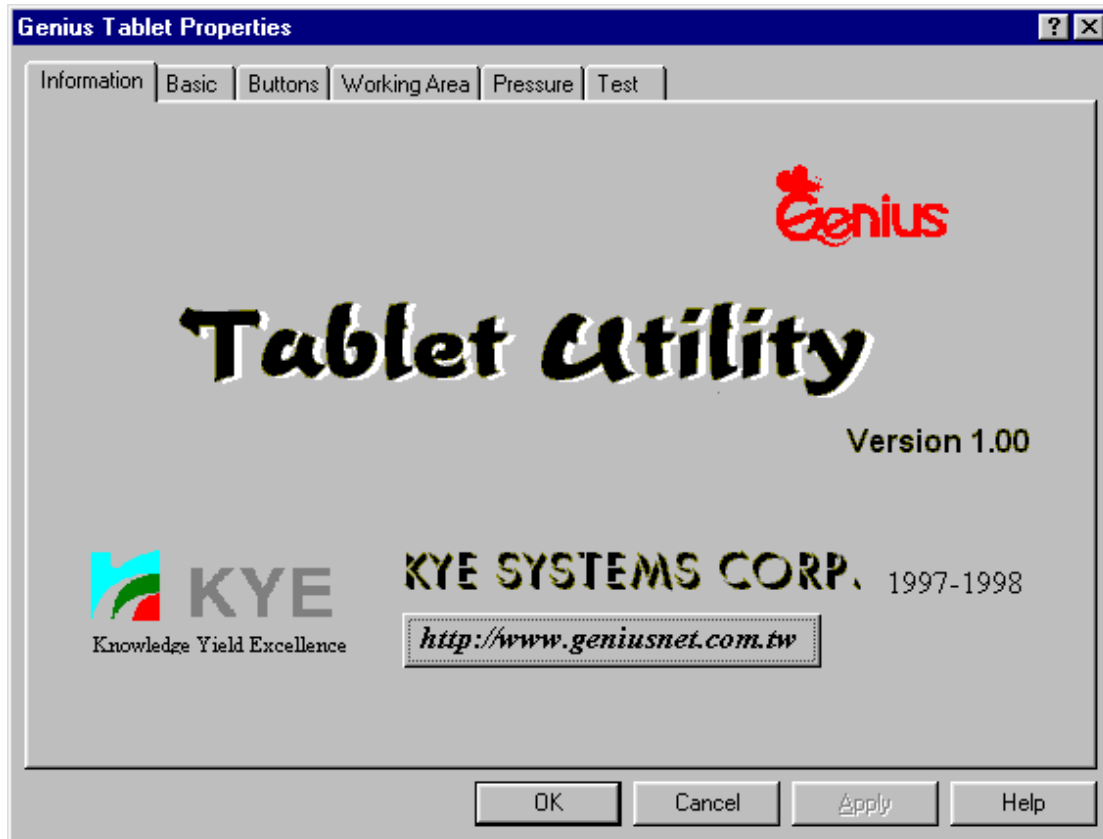 Genius Tablet Properties
Information Basic Buttons Working Area Pressure Test
Genius
Tablet Utility
Version 1.00
KYE
KYE SYSTEMS CORP. 1997-1998
Knowledge Yield Excellence
http://www.geniusnet.com.tw
OK Cancel Apply Help